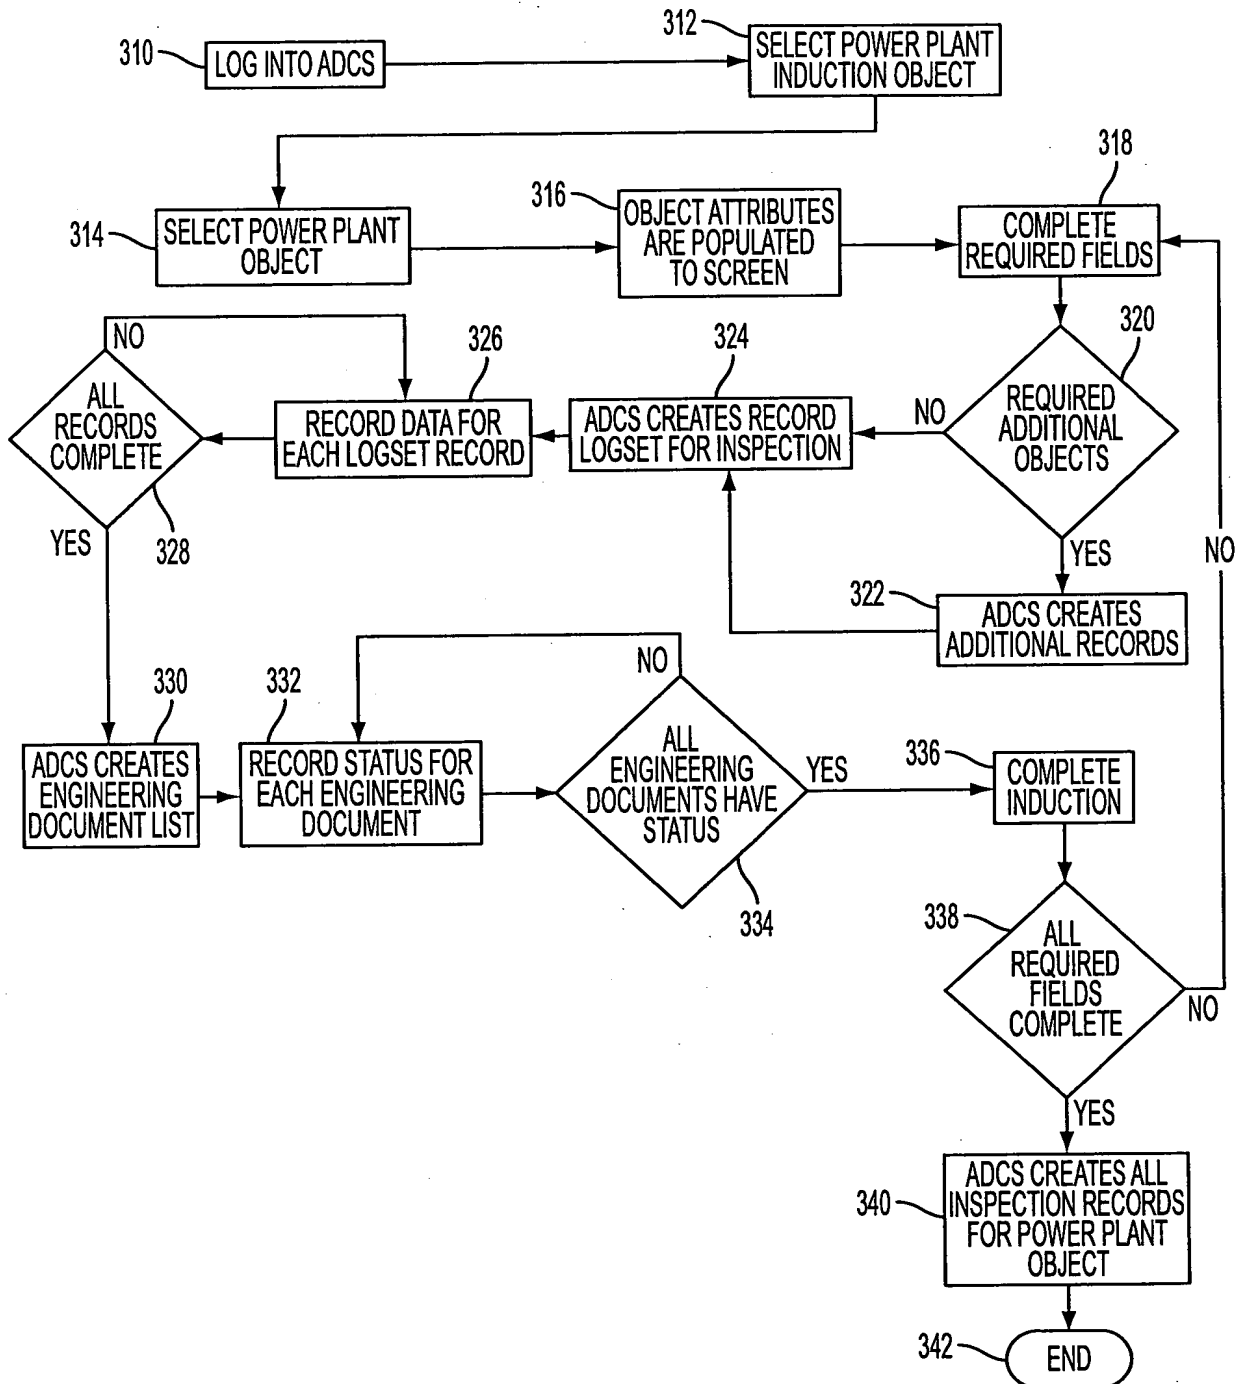 310
LOG INTO ADCS
312
SELECT POWER PLANT
INDUCTION OBJECT
314
SELECT POWER PLANT
OBJECT
316
OBJECT ATTRIBUTES
ARE POPULATED
TO SCREEN
318
COMPLETE
REQUIRED FIELDS
320
REQUIRED
ADDITIONAL
OBJECTS
NO
YES
322
ADCS CREATES
ADDITIONAL RECORDS
324
ADCS CREATES RECORD
LOGSET FOR INSPECTION
326
RECORD DATA FOR
EACH LOGSET RECORD
NO
ALL
RECORDS
COMPLETE
328
YES
330
ADCS CREATES
ENGINEERING
DOCUMENT LIST
332
RECORD STATUS FOR
EACH ENGINEERING
DOCUMENT
NO
ALL
ENGINEERING
DOCUMENTS HAVE
STATUS
334
YES
336
COMPLETE
INDUCTION
338
ALL
REQUIRED
FIELDS
COMPLETE
NO
NO
YES
340
ADCS CREATES ALL
INSPECTION RECORDS
FOR POWER PLANT
OBJECT
342
END